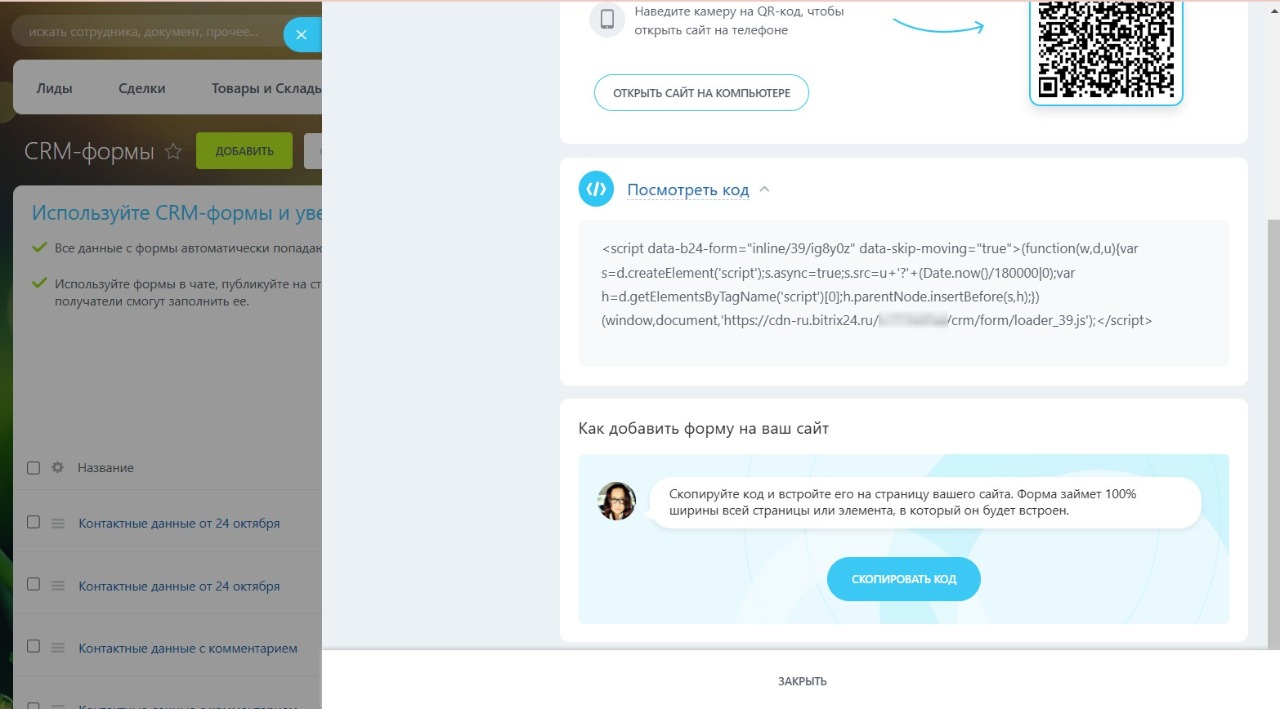 искать сотрудника, документ, прочее...
Лиды
Сделки
Товары и Склады
CRM-формы
ДОБАВИТЬ
Используйте CRM-формы и уве
Все данные с формы автоматически попадаю
Используйте формы в чате, публикуйте на ст
получатели смогут заполнить ее.
Название
Контактные данные от 24 октября
Контактные данные от 24 октября
Контактные данные с комментарием
Контактные данные с комментарием
Наведите камеру на QR-код, чтобы
открыть сайт на телефоне
ОТКРЫТЬ САЙТ НА КОМПЬЮТЕРЕ
Посмотреть код
<script data-b24-form="inline/39/ig8y0z" data-skip-moving="true">(function(w,d,u){var
s=d.createElement('script');s.async=true;s.src=u+'?'+(Date.now()/180000|0);var
h=d.getElementsByTagName('script')[0];h.parentNode.insertBefore(s,h);})
(window,document,'https://cdn-ru.bitrix24.ru/ /crm/form/loader_39.js');</script>
Как добавить форму на ваш сайт
Скопируйте код и встройте его на страницу вашего сайта. Форма займет 100%
ширины всей страницы или элемента, в который он будет встроен.
СКОПИРОВАТЬ КОД
ЗАКРЫТЬ